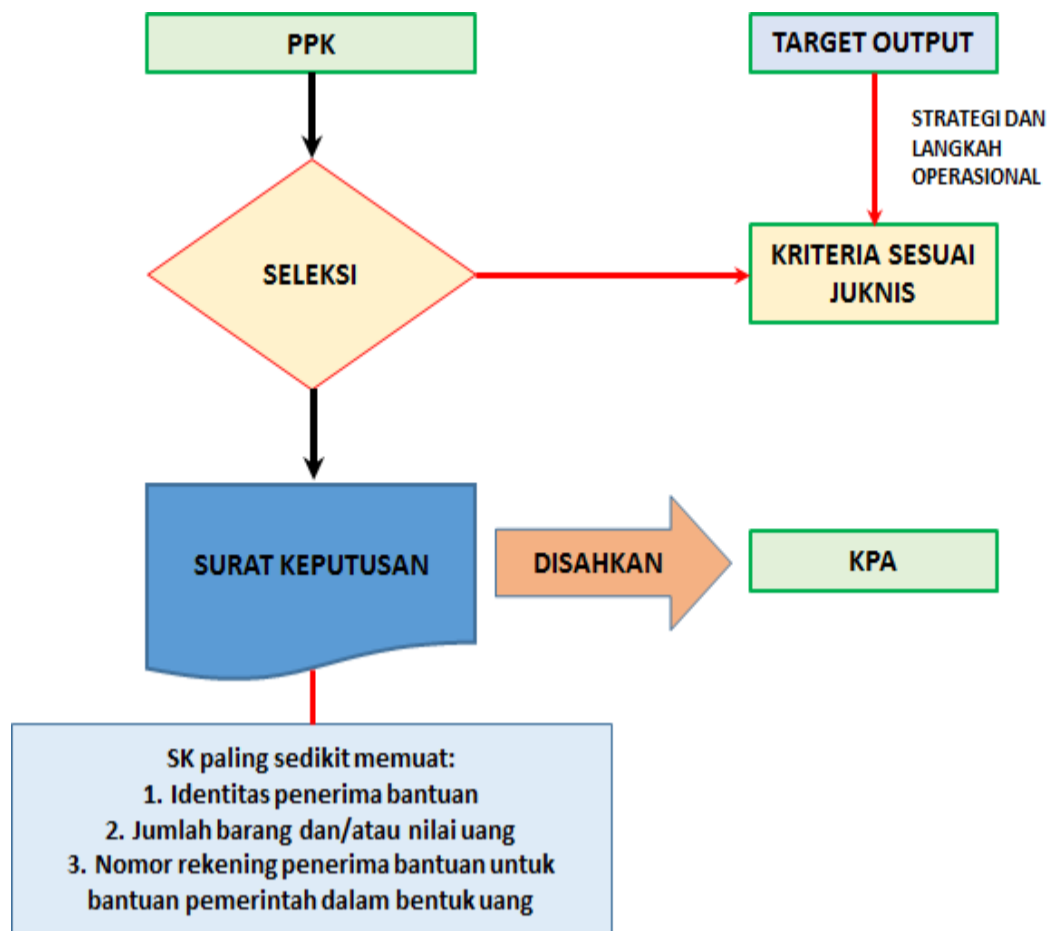 PPK
TARGET OUTPUT
STRATEGI DAN
LANGKAH
OPERASIONAL
SELEKSI
KRITERIA SESUAI
JUKNIS
SURAT KEPUTUSAN
DISAHKAN
KPA
SK paling sedikit memuat:
1. Identitas penerima bantuan
2. Jumlah barang dan/atau nilai uang
3. Nomor rekening penerima bantuan untuk
bantuan pemerintah dalam bentuk uang